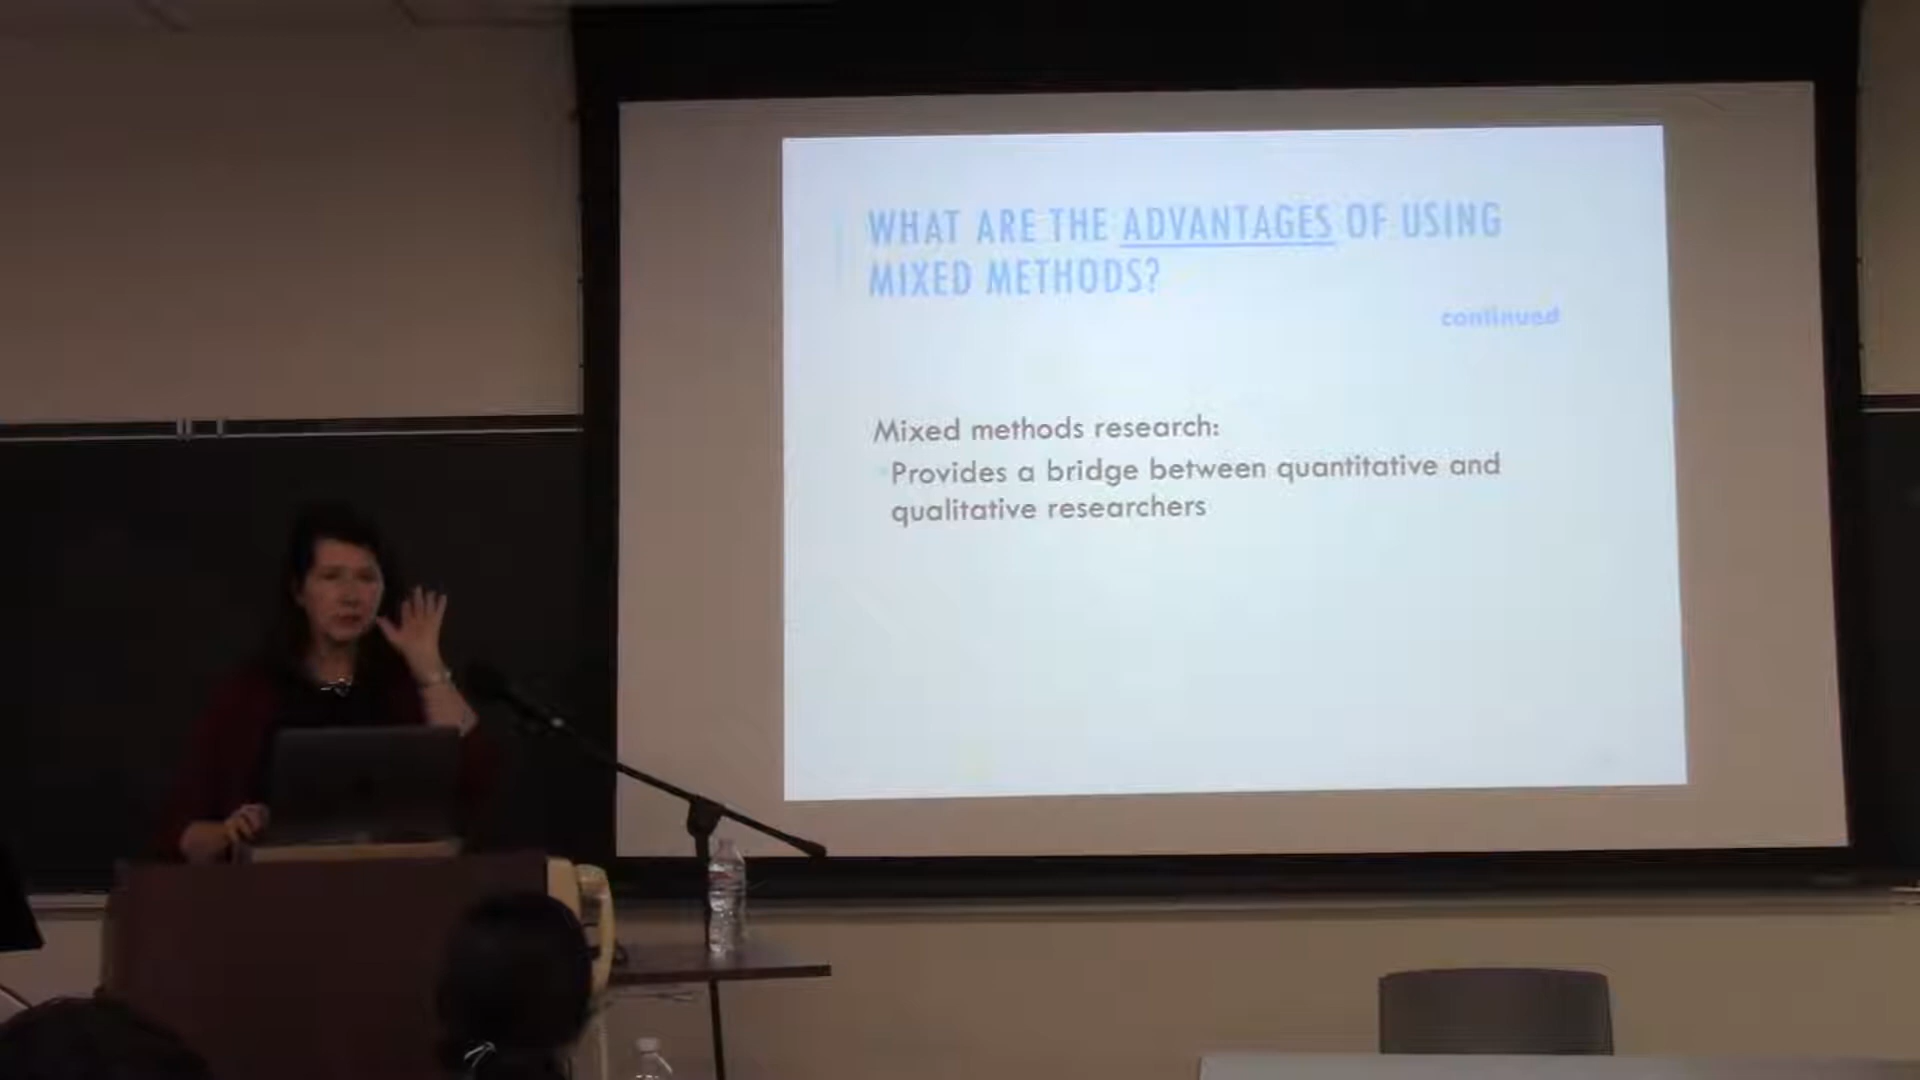 WHAT ARE THE ADVANTAGES OF USING
MIXED METHODS?
continued
Mixed methods research:
Provides a bridge between quantitative and
qualitative researchers